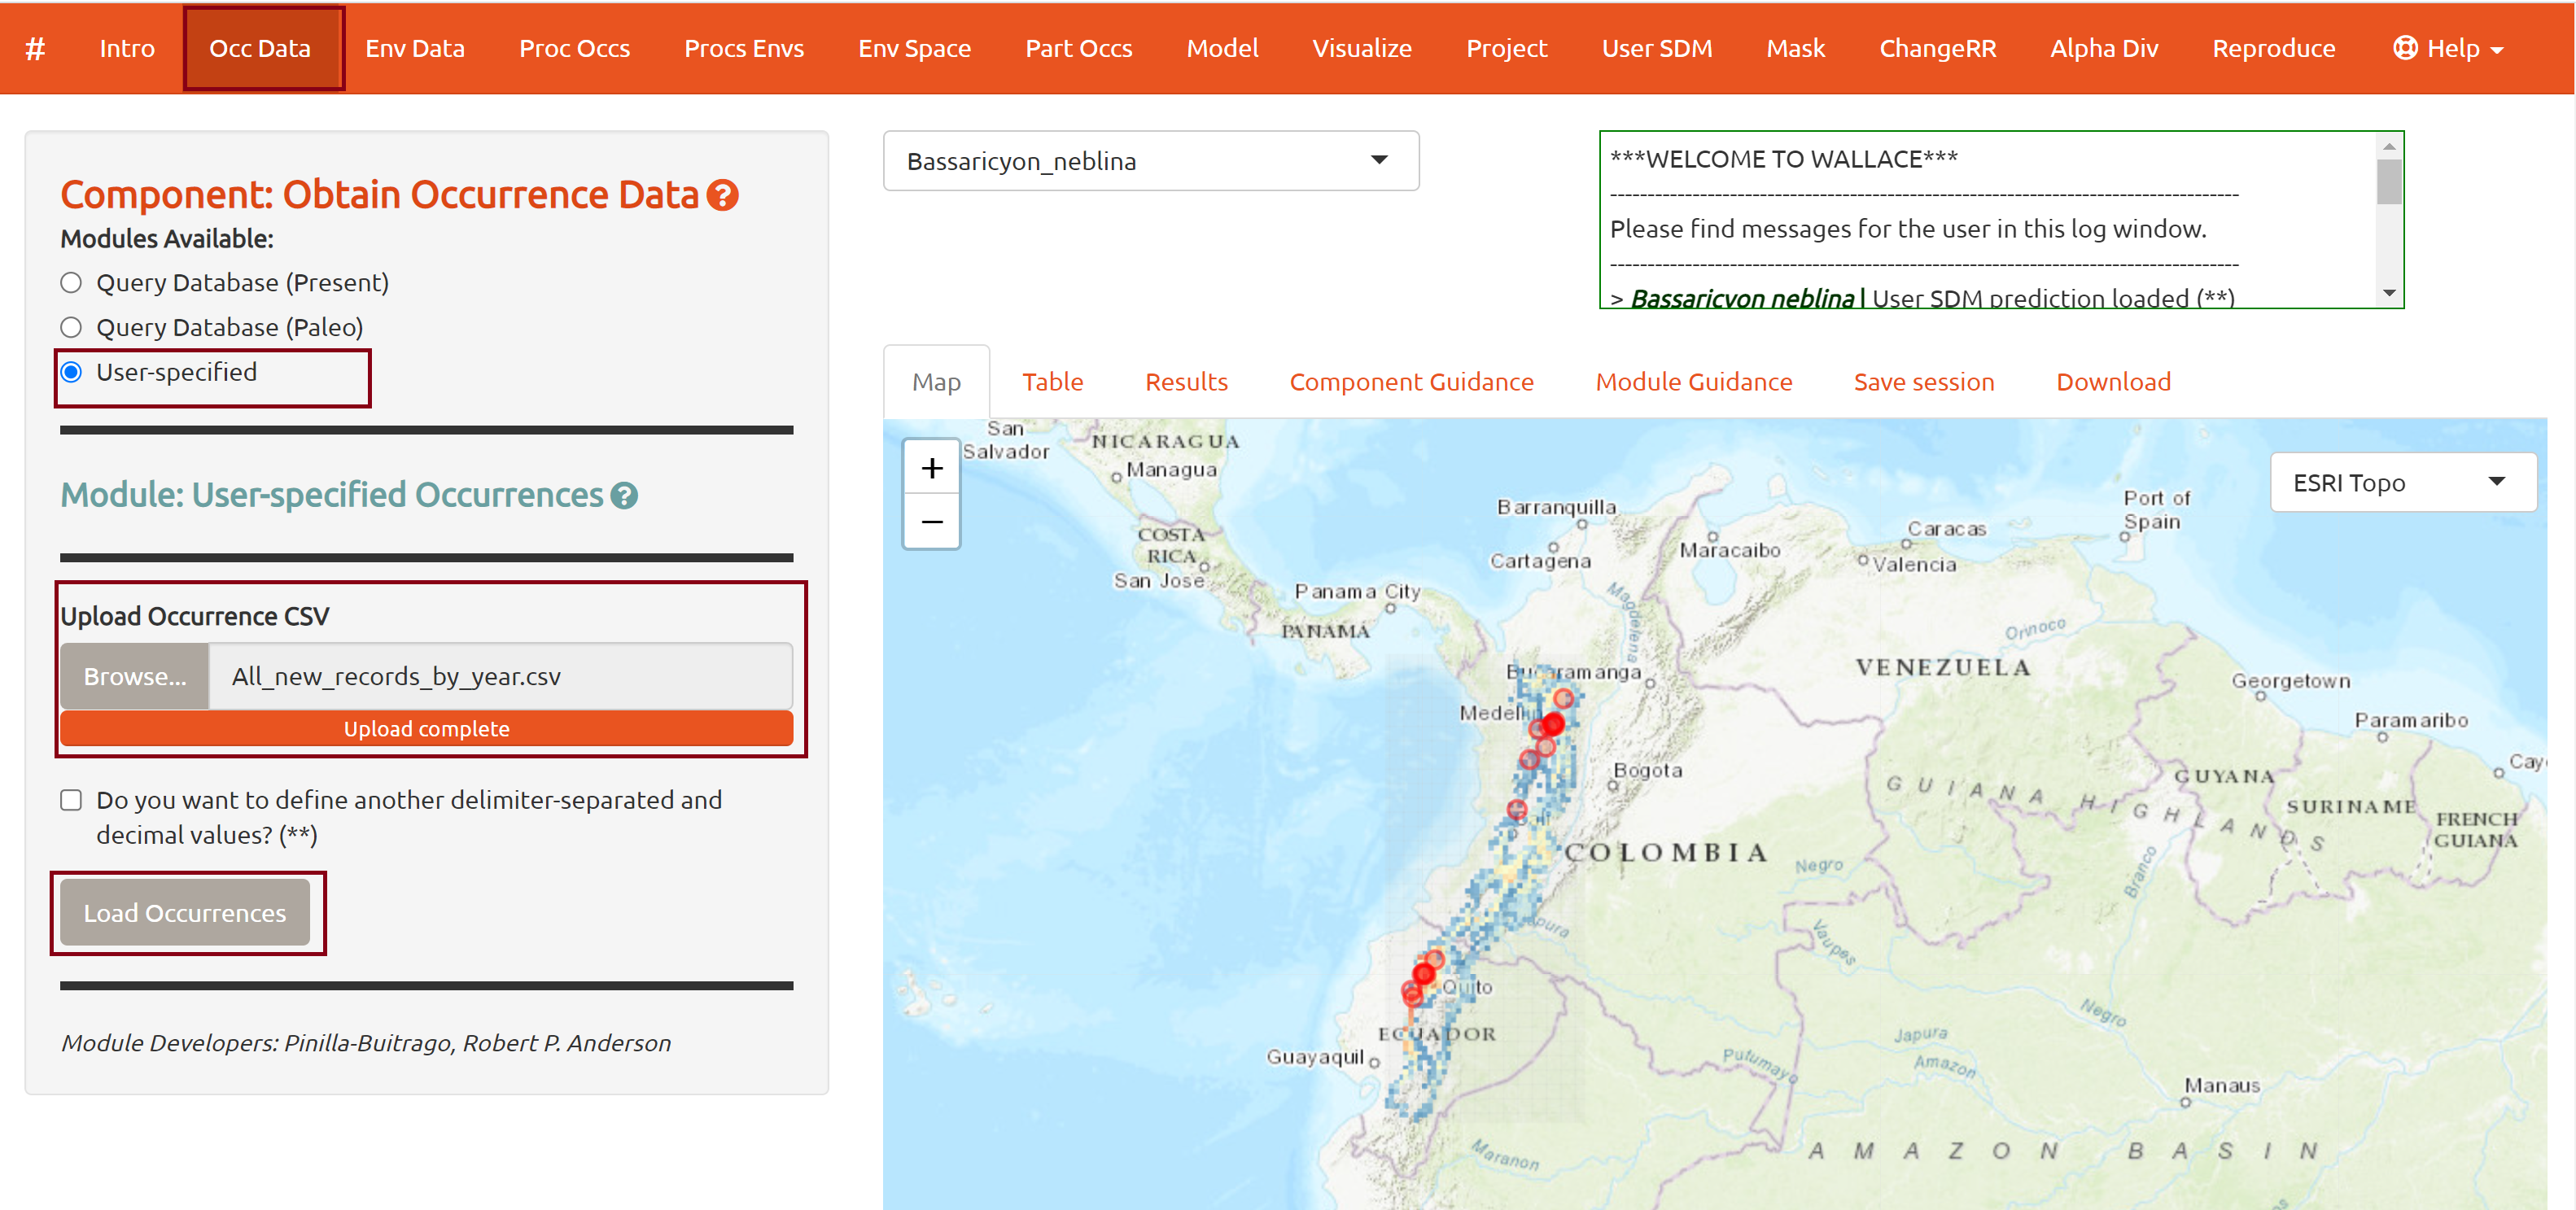 # Intro Occ Data Env Data Proc Occs Procs Envs Env Space Part Occs Model Visualize Project User SDM Mask ChangeRR Alpha Div Reproduce Help
Component: Obtain Occurrence Data ?
Modules Available:
Query Database (Present)
Query Database (Paleo)
User-specified
Module: User-specified Occurrences ?
Upload Occurrence CSV
Browse... All_new_records_by_year.csv
Upload complete
Do you want to define another delimiter-separated and
decimal values? (**)
Load Occurrences
Module Developers: Pinilla-Buitrago, Robert P. Anderson
Bassaricyon_neblina
***WELCOME TO WALLACE***
Please find messages for the user in this log window.
> Bassaricyon neblina | User SDM prediction loaded (**)
Map Table Results Component Guidance Module Guidance Save session Download
+
−
ESRI Topo
San
Salvador
NICARAGUA
Managua
COSTA
RICA
San Jose
Panama City
PANAMA
Barranquilla
Cartagena
Maracaibo
Caracas
Valencia
Port of
Spain
Magdelena
Orinoco
Bucaramanga
VENEZUELA
Georgetown
Paramaribo
Medellin
Bogota
Cay
GUYANA
SURINAME
FRENCH
GUIANA
GUIANA HIGHLANDS
Cali
COLOMBIA
Negro
Branco
Japura
Vaupes
Quito
ECUADOR
Guayaquil
Negro
Japura
Amazon
Putumayo
Manaus
Maranon
AMAZON BASIN